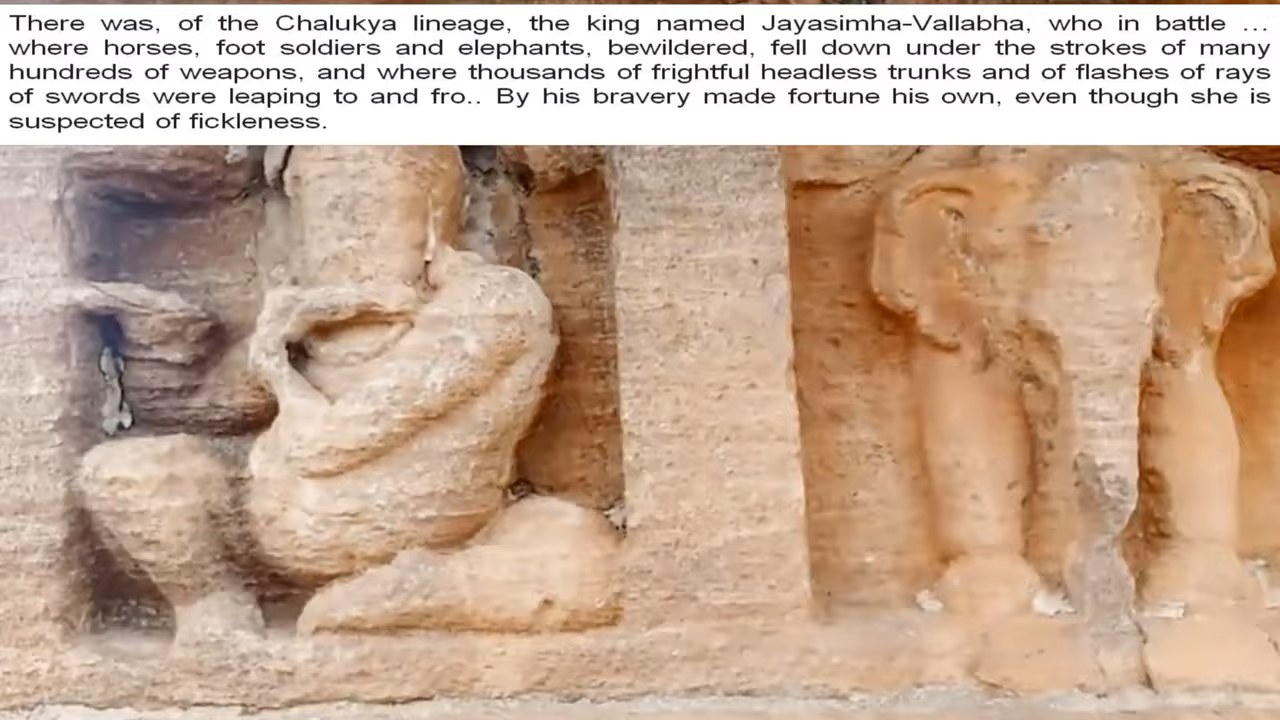 There was, of the Chalukya lineage, the king named Jayasimha-Vallabha, who in battle ...
where horses, foot soldiers and elephants, bewildered, fell down under the strokes of many
hundreds of weapons, and where thousands of frightful headless trunks and of flashes of rays
of swords were leaping to and fro.. By his bravery made fortune his own, even though she is
suspected of fickleness.